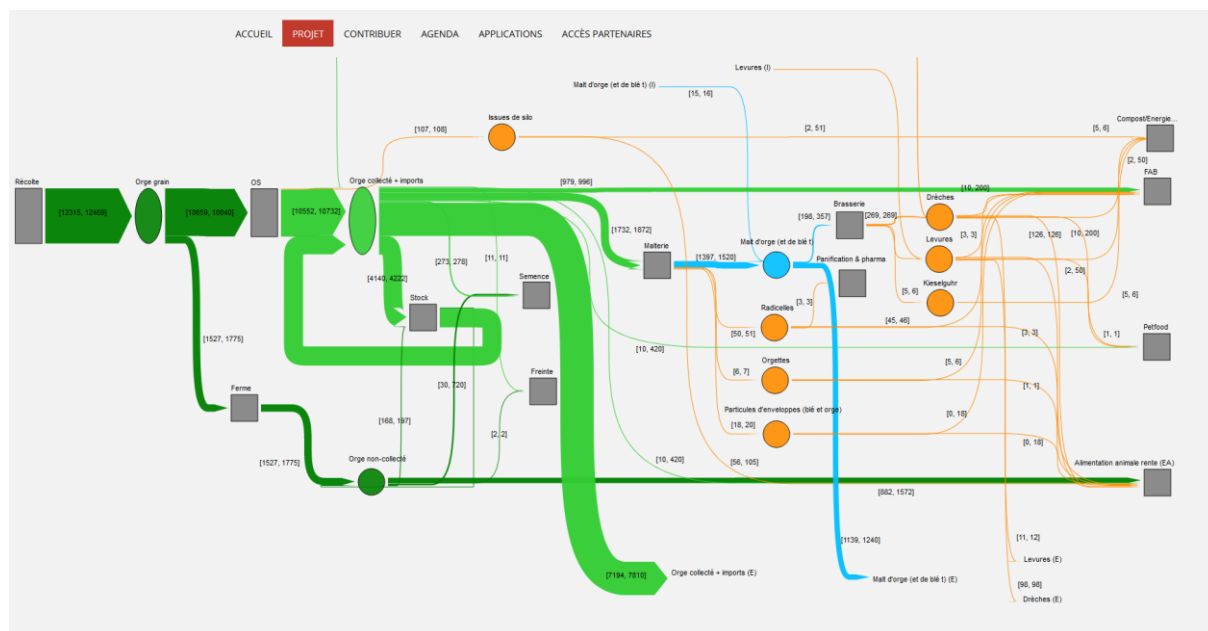 ACCUEIL PROJET CONTRIBUER AGENDA APPLICATIONS ACCÈS PARTENAIRES
Levures (I)
Malt d'orge (et de blé t) (I)
[15, 16]
Issues de silo
[107, 108]
[2, 51]
[5, 6]
Compost/Energie...
[2, 50]
Récolte
Orge grain
OS
Orge collecté + imports
[979, 996]
[10, 200]
FAB
[12315, 12469]
[10552, 10732]
Brasserie
Drèches
[198, 357]
[269, 269]
[1732, 1872]
Malterie
Malt d'orge (et de blé t)
[3, 3]
[126, 126]
[10, 200]
Levures
[273, 278]
[11, 11]
[1397, 1520]
Panification & pharma
[2, 50]
[4140, 4222]
Semence
Kieselguhr
Stock
[3, 3]
[5, 6]
[5, 6]
Radicelles
[45, 46]
[1527, 1775]
[50, 51]
[3, 3]
[1, 1]
Petfood
[10, 420]
[5, 6]
Orgettes
Freinte
[6, 7]
[1, 1]
Ferme
[30, 720]
Particules d'enveloppes (blé et orge)
[0, 18]
[168, 197]
[18, 20]
[2, 2]
[0, 18]
[1527, 1775]
Orge non-collecté
[10, 420]
[56, 105]
Alimentation animale rente (EA)
[882, 1572]
[1139, 1240]
[11, 12]
Levures (E)
[7194, 7810]
Orge collecté + imports (E)
Malt d'orge (et de blé t) (E)
[98, 98]
Drèches (E)